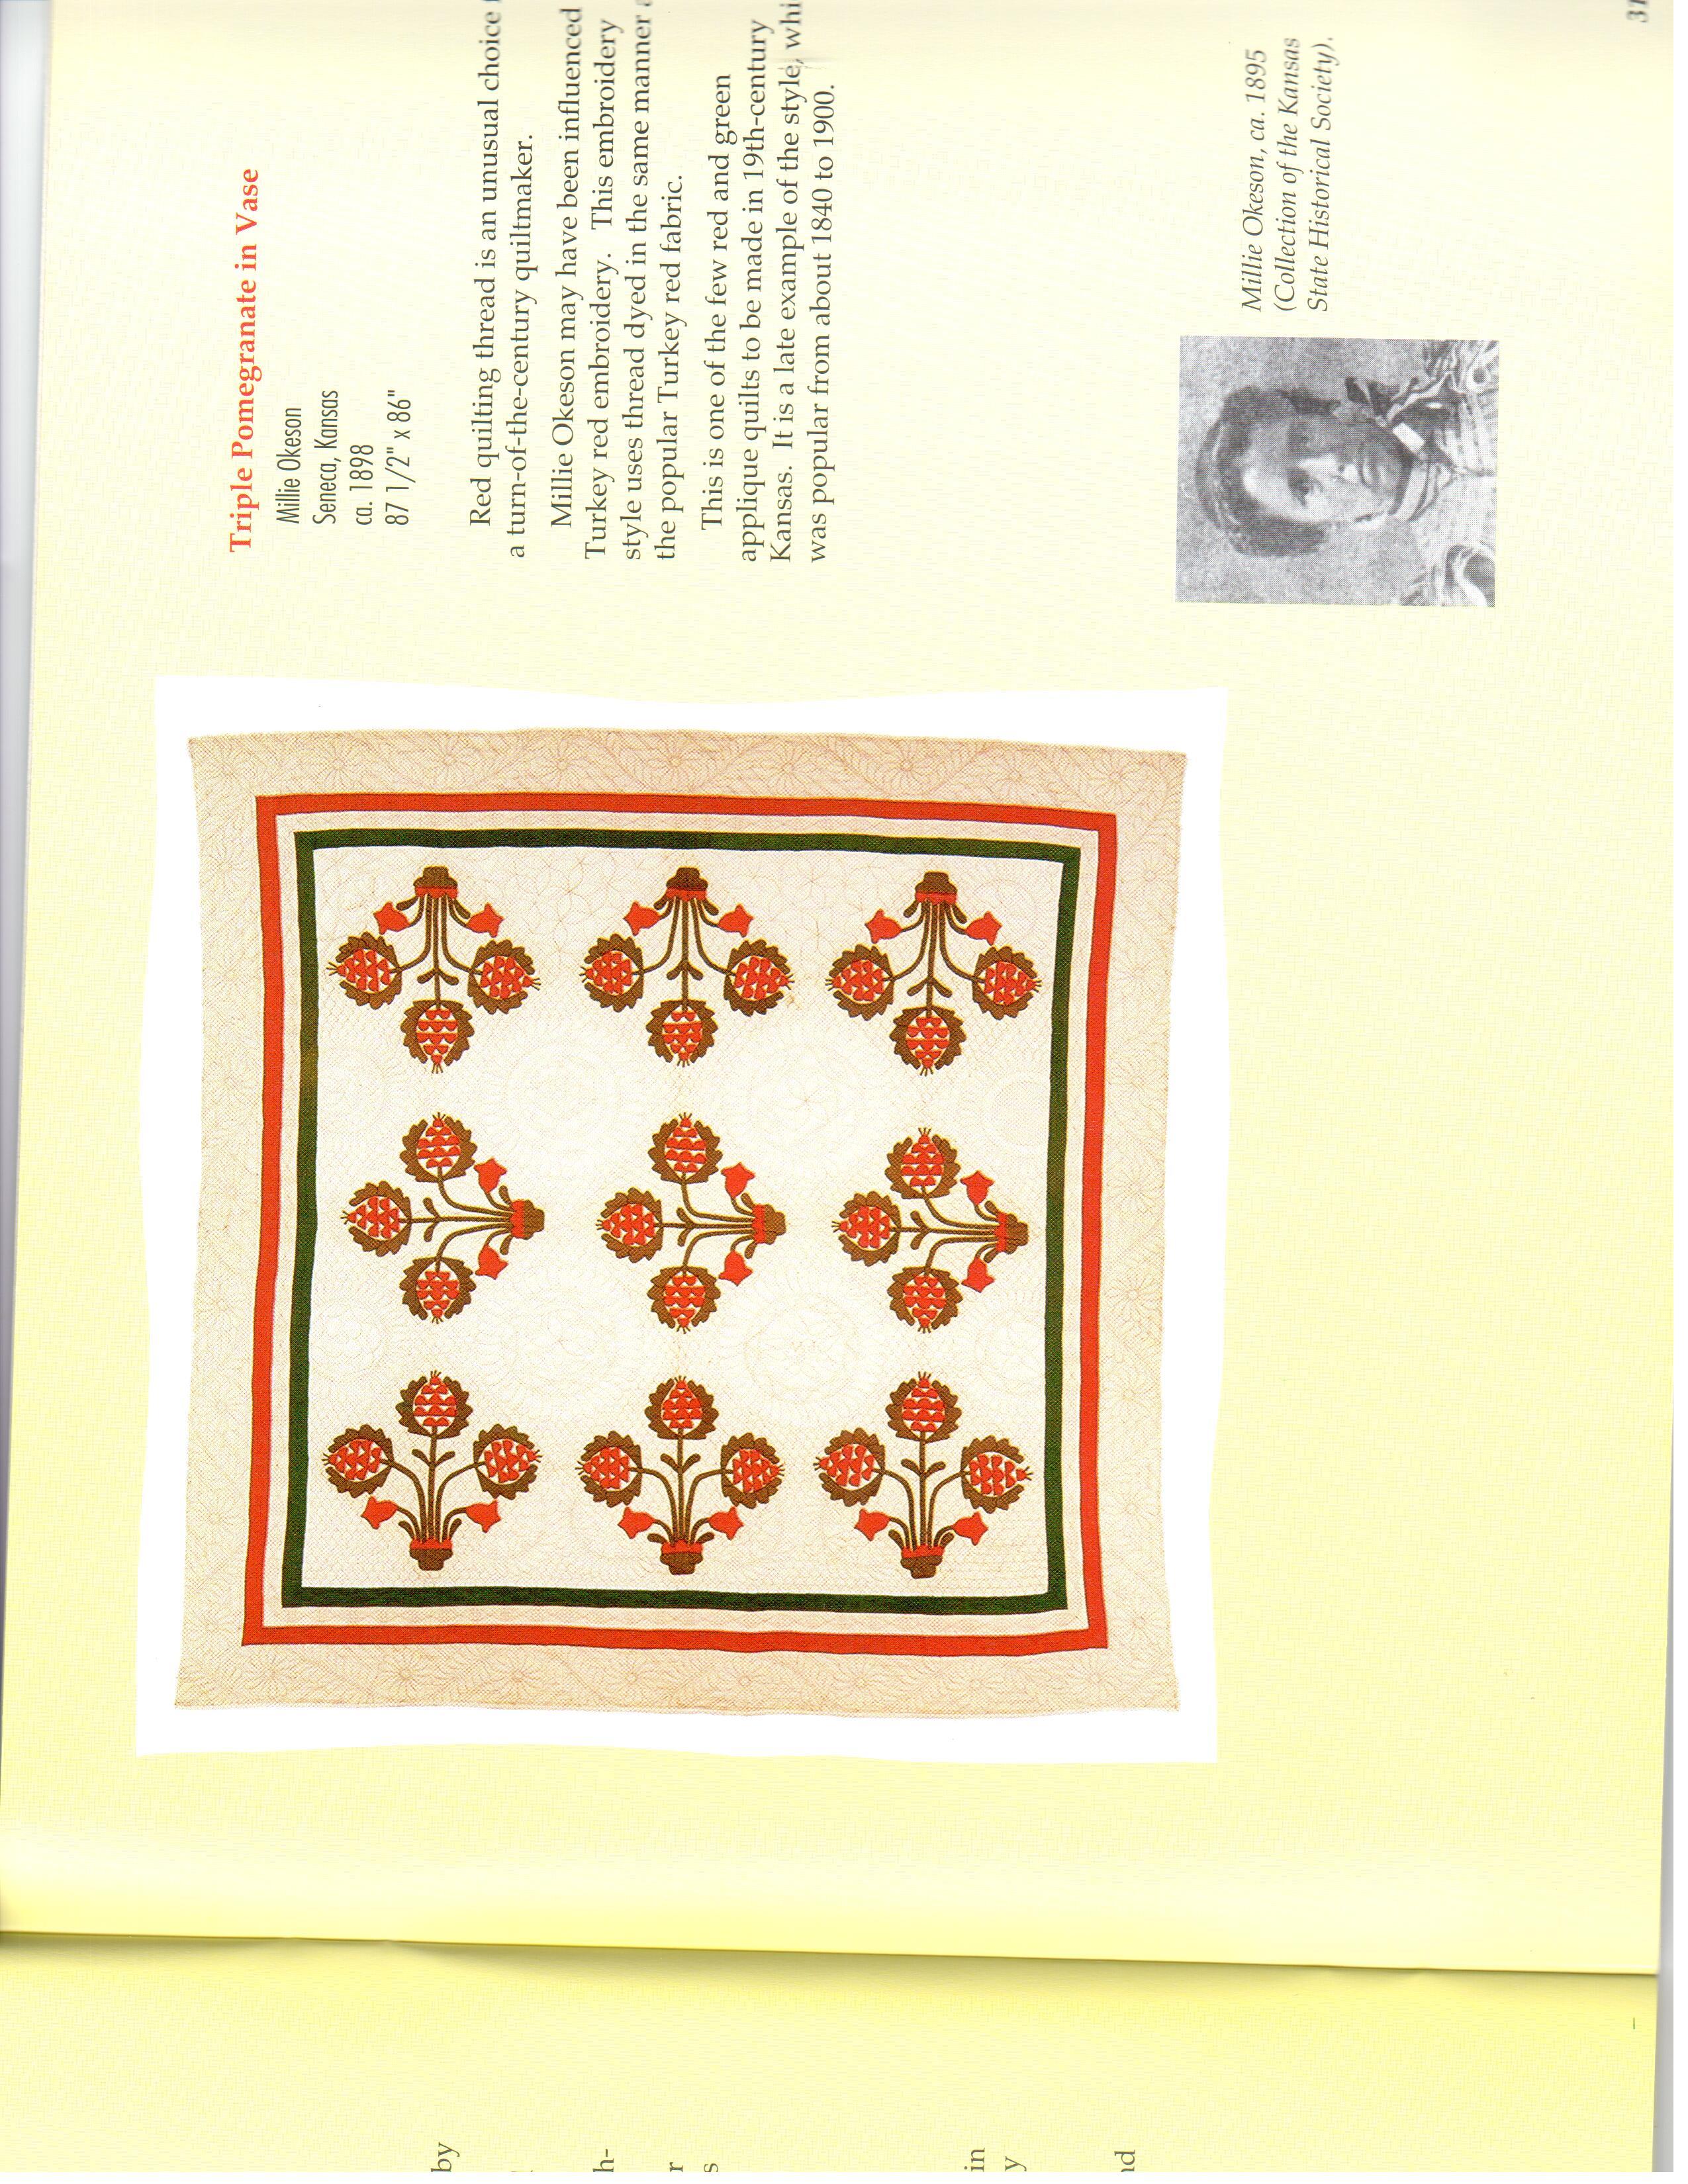 Triple Pomegranate in Vase
Millie Okeson
Seneca, Kansas
ca. 1898
87 1/2" x 86"
Red quilting thread is an unusual choice
a turn-of-the-century quiltmaker.
Millie Okeson may have been influenced
Turkey red embroidery. This embroidery
style uses thread dyed in the same manner
the popular Turkey red fabric.
This is one of the few red and green
applique quilts to be made in 19th-century
Kansas. It is a late example of the style, whi
was popular from about 1840 to 1900.
Millie Okeson, ca. 1895
(Collection of the Kansas
State Historical Society).
31
by
h-
r
s
in
y
nd